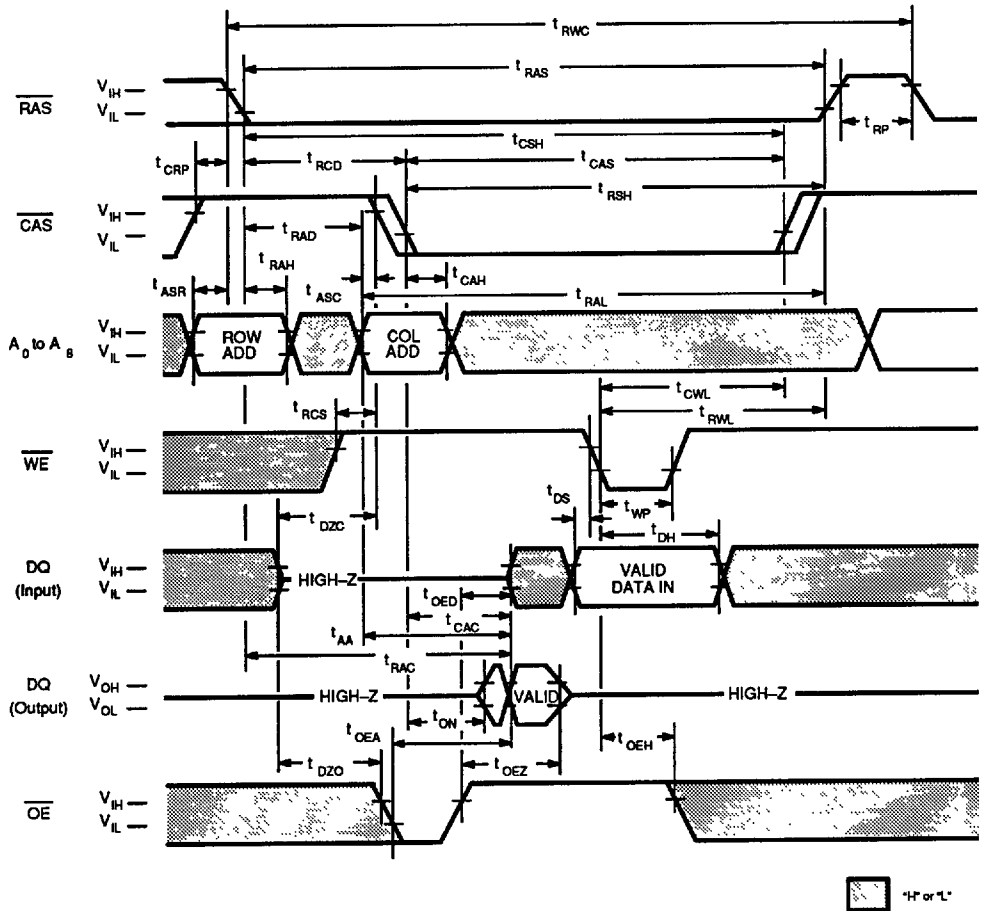 t RWC
t RAS
RAS
V IH
V IL
t RP
t CSH
t CRP
t RCD
t CAS
t RSH
CAS
V IH
V IL
t RAD
t RAH
t CAH
t ASR
t ASC
t RAL
A 0 to A 8
V IH
V IL
ROW ADD
COL ADD
t CWL
t RCS
t RWL
WE
V IH
V IL
t DS
t WP
t DZC
t DH
DQ (Input)
V IH
V IL
HIGH–Z
VALID DATA IN
t OED
t CAC
t AA
t RAC
DQ (Output)
V OH
V OL
HIGH–Z
VALID
HIGH–Z
t ON
t OEA
t OEH
t DZO
t OEZ
OE
V IH
V IL
"H" or "L"